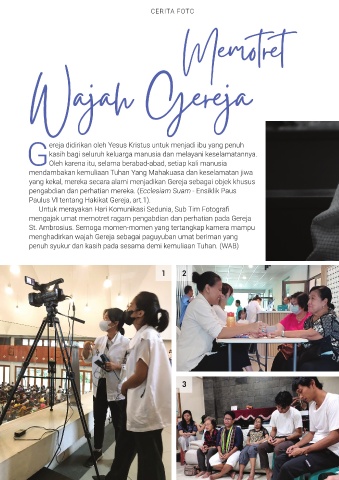 CERITA FOTO
Memotret
Wajah Gereja
Gereja didirikan oleh Yesus Kristus untuk menjadi ibu yang penuh
kasih bagi seluruh keluarga manusia dan melayani keselamatannya.
Oleh karena itu, selama berabad-abad, setiap kali manusia
mendambakan kemuliaan Tuhan Yang Mahakuasa dan keselamatan jiwa
yang kekal, mereka secara alami menjadikan Gereja sebagai objek khusus
pengabdian dan perhatian mereka. (Ecclesiam Suam - Ensiklik Paus
Paulus VI tentang Hakikat Gereja, art.1).
Untuk merayakan Hari Komunikasi Sedunia, Sub Tim Fotografi
mengajak umat memotret ragam pengabdian dan perhatian pada Gereja
St. Ambrosius. Semoga momen-momen yang tertangkap kamera mampu
menghadirkan wajah Gereja sebagai paguyuban umat beriman yang
penuh syukur dan kasih pada sesama demi kemuliaan Tuhan. (WAB)
1
2
3